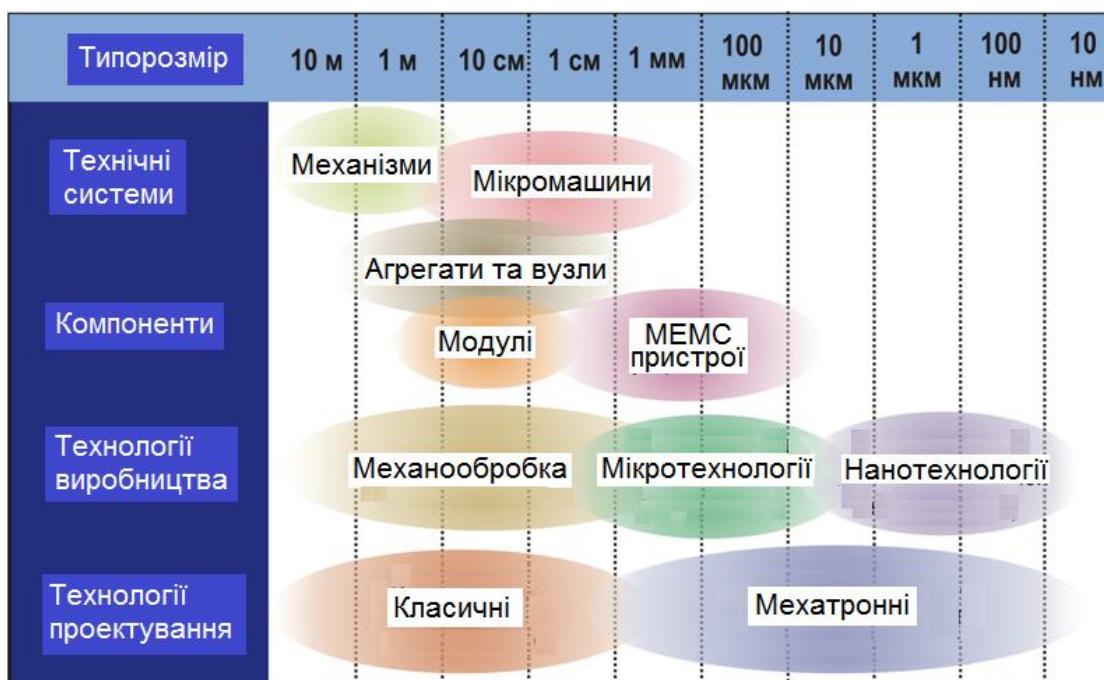 Типорозмір
10 м 1 м 10 см 1 см 1 мм 100 мкм 10 мкм 1 мкм 100 нм 10 нм
Технічні
системи
Механізми
Мікромашини
Агрегати та вузли
Компоненти
Модулі
МЕМС
пристрої
Технології
виробництва
Механообробка
Мікротехнології
Нанотехнології
Технології
проектування
Класичні
Мехатронні